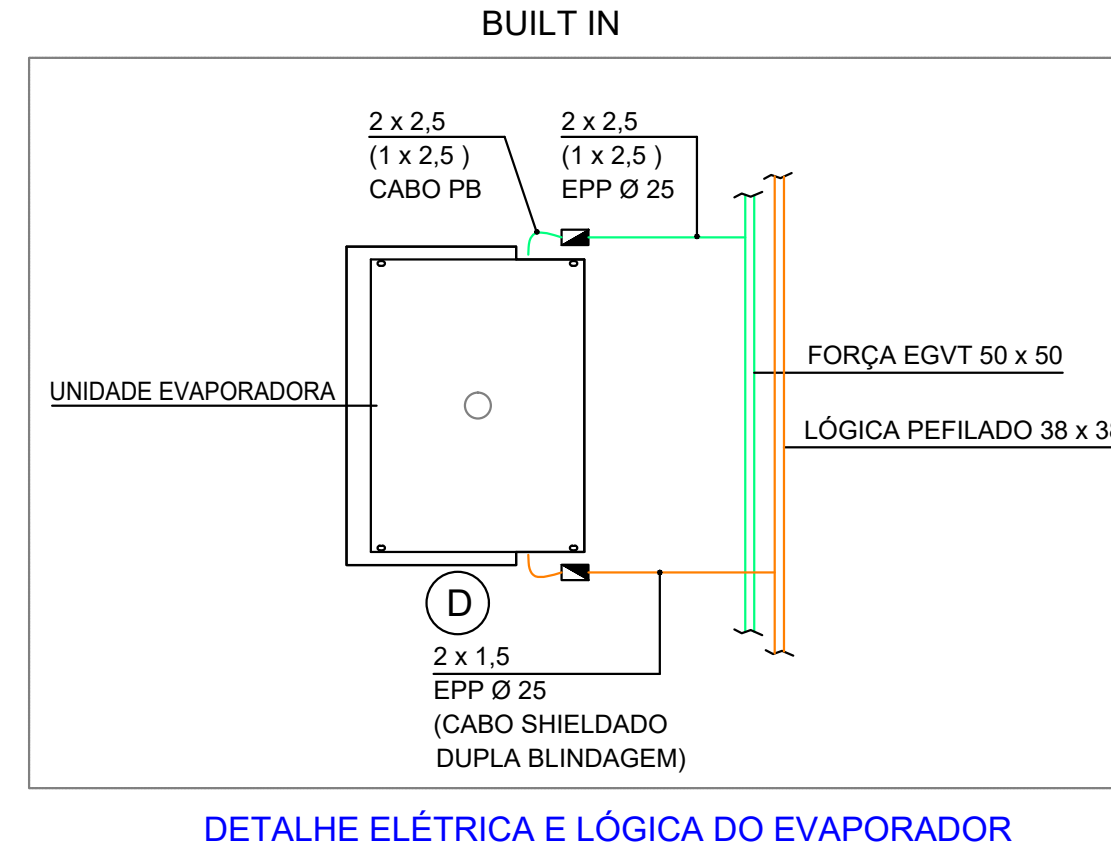 BUILT IN
2 x 2,5
(1 x 2,5 )
CABO PB
2 x 2,5
(1 x 2,5 )
EPP Ø 25
FORÇA EGVT 50 x 50
UNIDADE EVAPORADORA
LÓGICA PEFILADO 38 x 38
D
2 x 1,5
EPP Ø 25
(CABO SHIELDADO
DUPLA BLINDAGEM)
DETALHE ELÉTRICA E LÓGICA DO EVAPORADOR